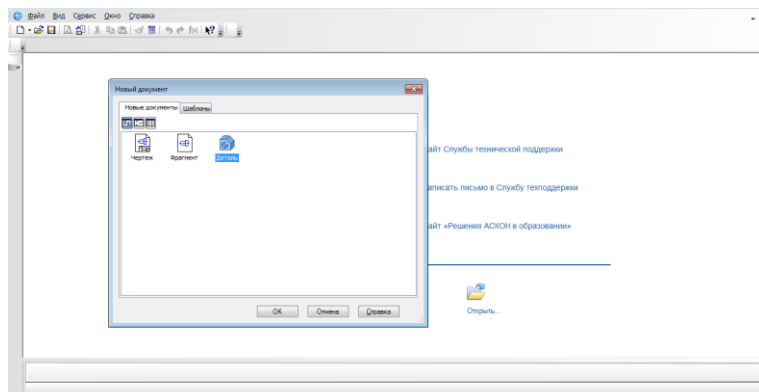 Файл Вид Сервис Окно Справка
Новый документ
Новые документы Шаблоны
Чертеж Фрагмент Деталь
айт Службы технической поддержки
аписать письмо в Службу техподдержки
айт «Решения АСКОН в образовании»
Открыть...
ОК Отмена Справка